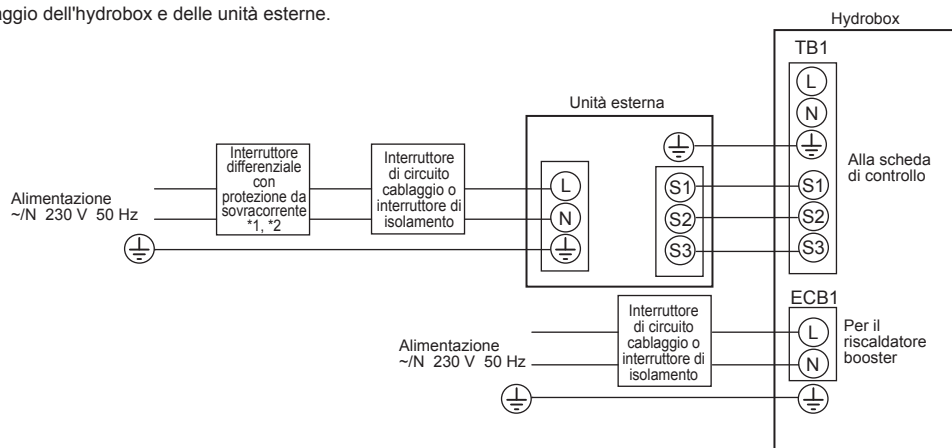 aggio dell'hydrobox e delle unità esterne.
Hydrobox
TB1
L
N
Unità esterna
Alla scheda
di controllo
Interruttore
differenziale
con
protezione da
sovracorrente
*1, *2
Interruttore
di circuito
cablaggio o
interruttore di
isolamento
Alimentazione
~/N 230 V 50 Hz
L
N
S1
S2
S3
S1
S2
S3
ECB1
Interruttore
di circuito
cablaggio o
interruttore di
isolamento
Alimentazione
~/N 230 V 50 Hz
L
N
Per il
riscaldatore
booster